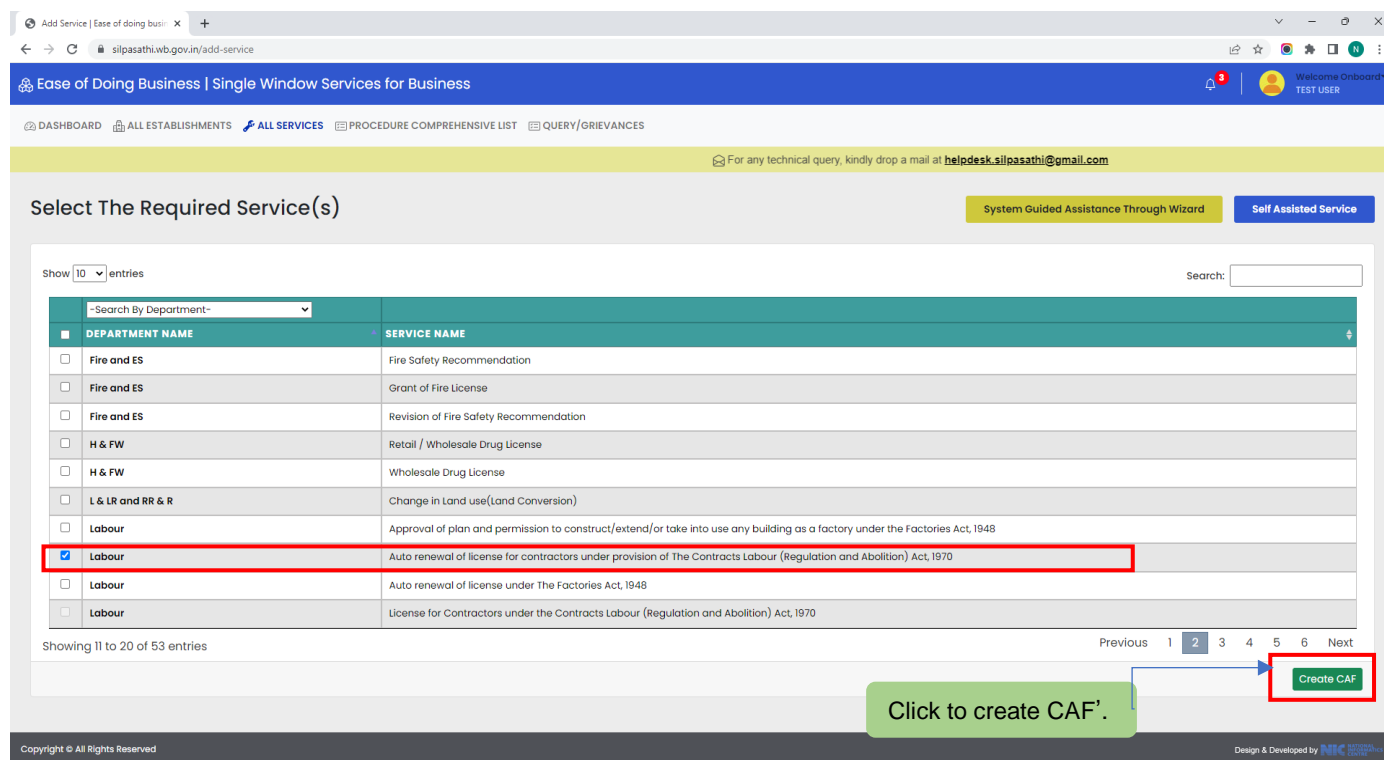 Add Service | Ease of doing busin
silpasathi.wb.gov.in/add-service
N
Ease of Doing Business | Single Window Services for Business
3
Welcome Onboard
TEST USER
DASHBOARD ALL ESTABLISHMENTS ALL SERVICES PROCEDURE COMPREHENSIVE LIST QUERY/GRIEVANCES
For any technical query, kindly drop a mail at helpdesk.silpasathi@gmail.com
Select The Required Service(s)
System Guided Assistance Through Wizard
Self Assisted Service
Show 10 entries
Search:
-Search By Department-
DEPARTMENT NAME SERVICE NAME
Fire and ES Fire Safety Recommendation
Fire and ES Grant of Fire License
Fire and ES Revision of Fire Safety Recommendation
H & FW Retail / Wholesale Drug License
H & FW Wholesale Drug License
L & LR and RR & R Change in Land use(Land Conversion)
Labour Approval of plan and permission to construct/extend/or take into use any building as a factory under the Factories Act, 1948
Labour Auto renewal of license for contractors under provision of The Contracts Labour (Regulation and Abolition) Act, 1970
Labour Auto renewal of license under The Factories Act, 1948
Labour License for Contractors under the Contracts Labour (Regulation and Abolition) Act, 1970
Showing 11 to 20 of 53 entries
Previous 1 2 3 4 5 6 Next
Create CAF
Click to create CAF’.
Copyright © All Rights Reserved
Design & Developed by NIC